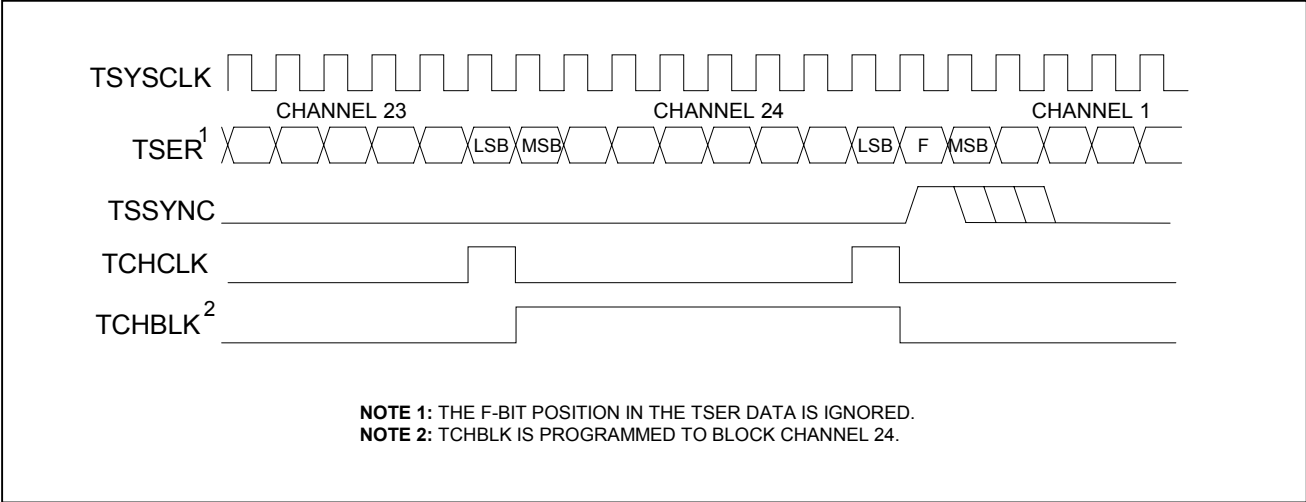 TSYSCLK
CHANNEL 23 CHANNEL 24 CHANNEL 1
TSER1 LSB MSB LSB F MSB
TSSYNC
TCHCLK
TCHBLK2
NOTE 1: THE F-BIT POSITION IN THE TSER DATA IS IGNORED.
NOTE 2: TCHBLK IS PROGRAMMED TO BLOCK CHANNEL 24.